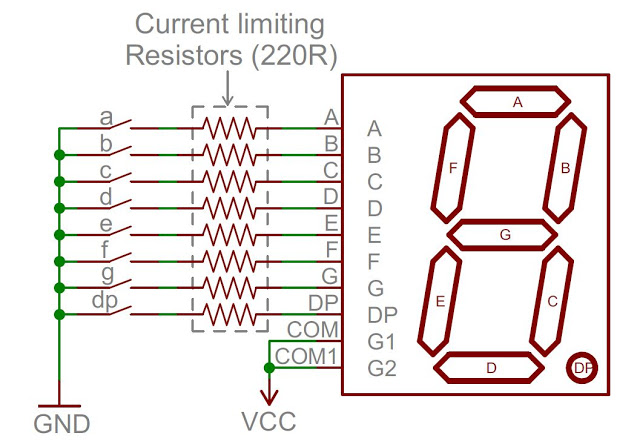 Current limiting
Resistors (220R)
a
b
c
d
e
f
g
dp
A
B
C
D
E
F
G
DP
COM
COM1
A
B
C
D
E
F
G
DP
G1
G2
A
F
B
G
E
C
D
DP
GND
VCC